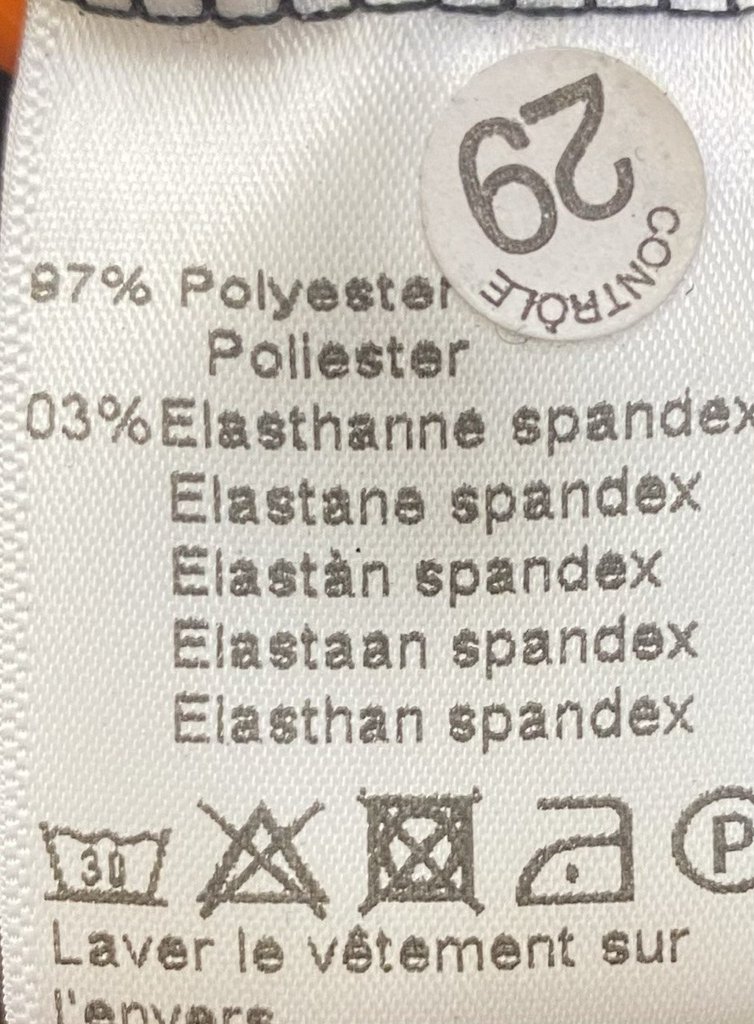 29
CONTRÔLE
97% Polyester
Poliester
03% Elasthanne spandex
Elastane spandex
Elastàn spandex
Elastaan spandex
Elasthan spandex
30
P
Laver le vêtement sur
l'envers